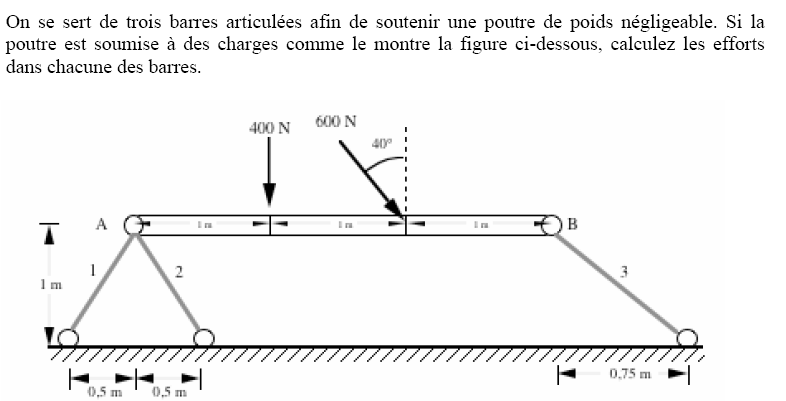 On se sert de trois barres articulées afin de soutenir une poutre de poids négligeable. Si la
poutre est soumise à des charges comme le montre la figure ci-dessous, calculez les efforts
dans chacune des barres.
400 N
600 N
40°
A
1 m
1 m
1 m
B
1
2
3
1 m
0,5 m
0,5 m
0,75 m